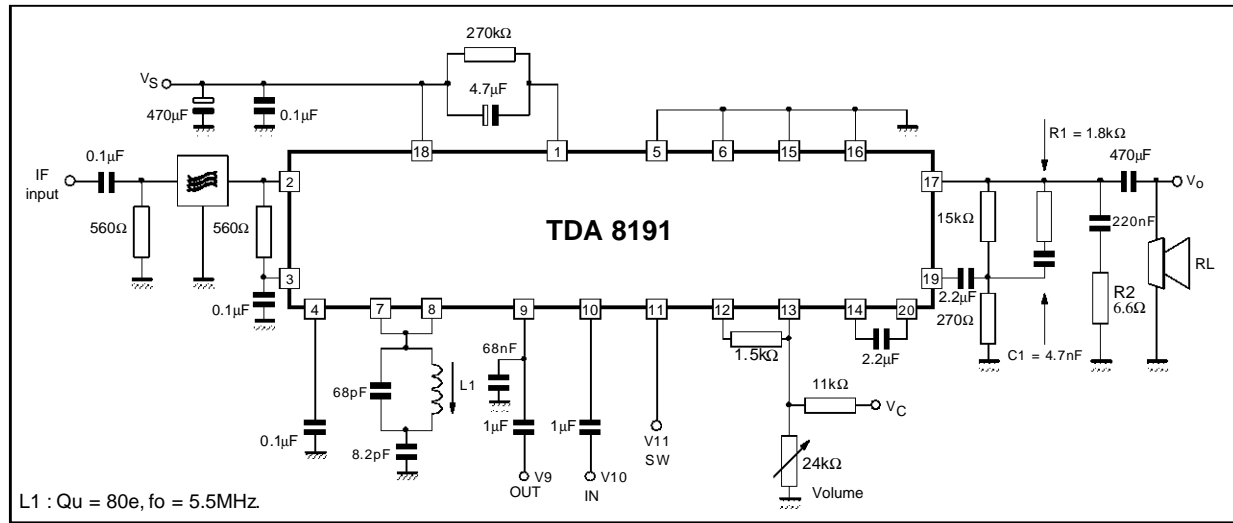 270kΩ
VS
4.7µF
470µF
0.1µF
R1 = 1.8kΩ
18
1
5
6
15
16
470µF
0.1µF
IF
input
2
17
Vo
560Ω
560Ω
TDA 8191
15kΩ
220nF
RL
3
19
0.1µF
2.2µF
R2
6.6Ω
270Ω
4
7
8
9
10
11
12
13
14
20
1.5kΩ
2.2µF
C1 = 4.7nF
68nF
68pF
L1
11kΩ
VC
0.1µF
8.2pF
1µF
1µF
V11
SW
24kΩ
V9
OUT
V10
IN
Volume
L1 : Qu = 80e, fo = 5.5MHz.